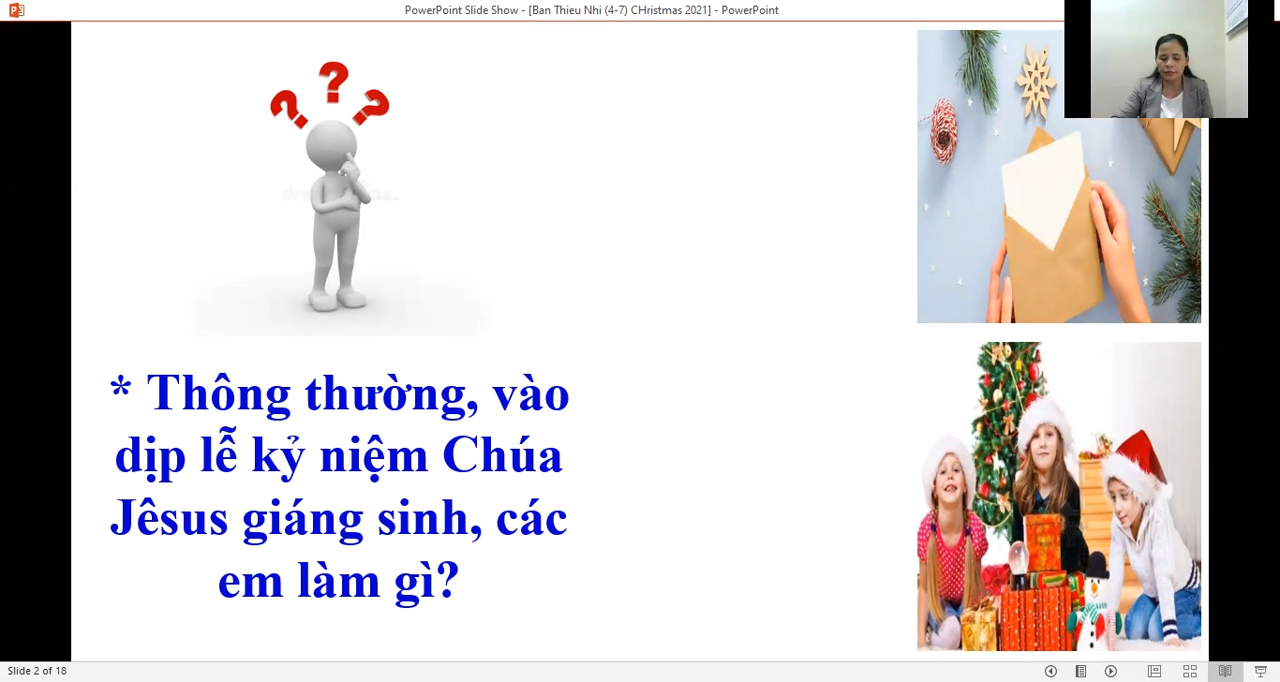 PowerPoint Slide Show - [Ban Thieu Nhi (4-7) CHristmas 2021] - PowerPoint
* Thông thường, vào
dịp lễ kỷ niệm Chúa
Jêsus giáng sinh, các
em làm gì?
Slide 2 of 18